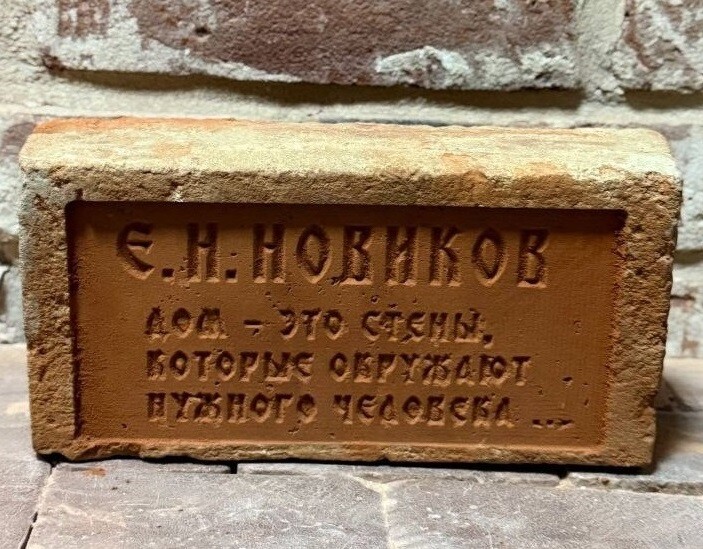 Е.Н.НОВИКОВ
ДОМ – ЭТО СТЕНЫ,
КОТОРЫЕ ОКРУЖАЮТ
НУЖНОГО ЧЕЛОВЕКА ...